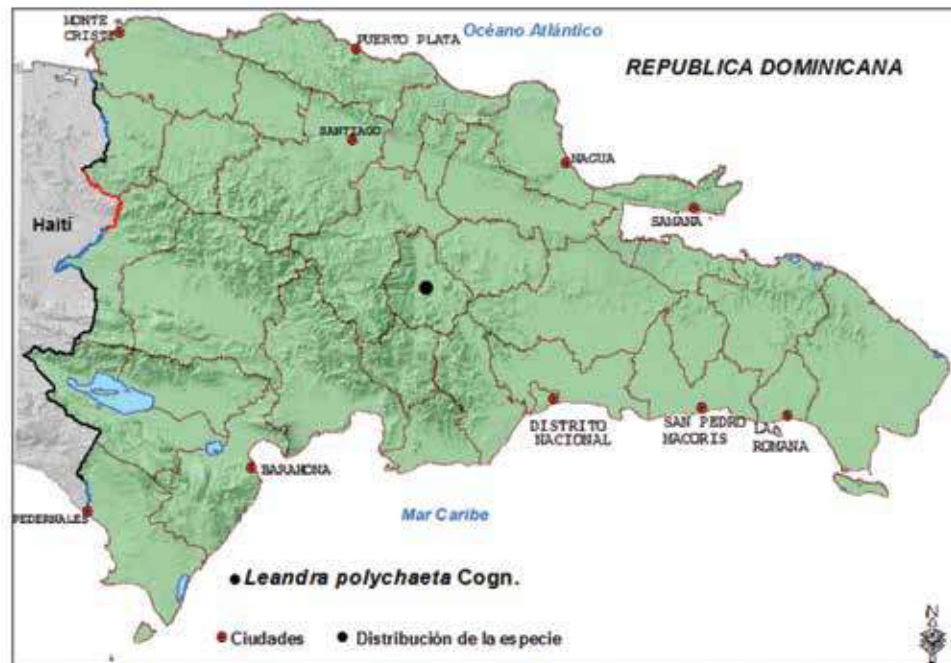 MONTE
CRISTI
PUERTO PLATA
Océano Atlántico
REPUBLICA DOMINICANA
SANTIAGO
NAGUA
SAMANA
Haití
DISTRITO
NACIONAL
SAN PEDRO
MACORIS
LA
ROMANA
BARAHONA
PEDERNALES
Mar Caribe
Leandra polychaeta Cogn.
Ciudades
Distribución de la especie
N